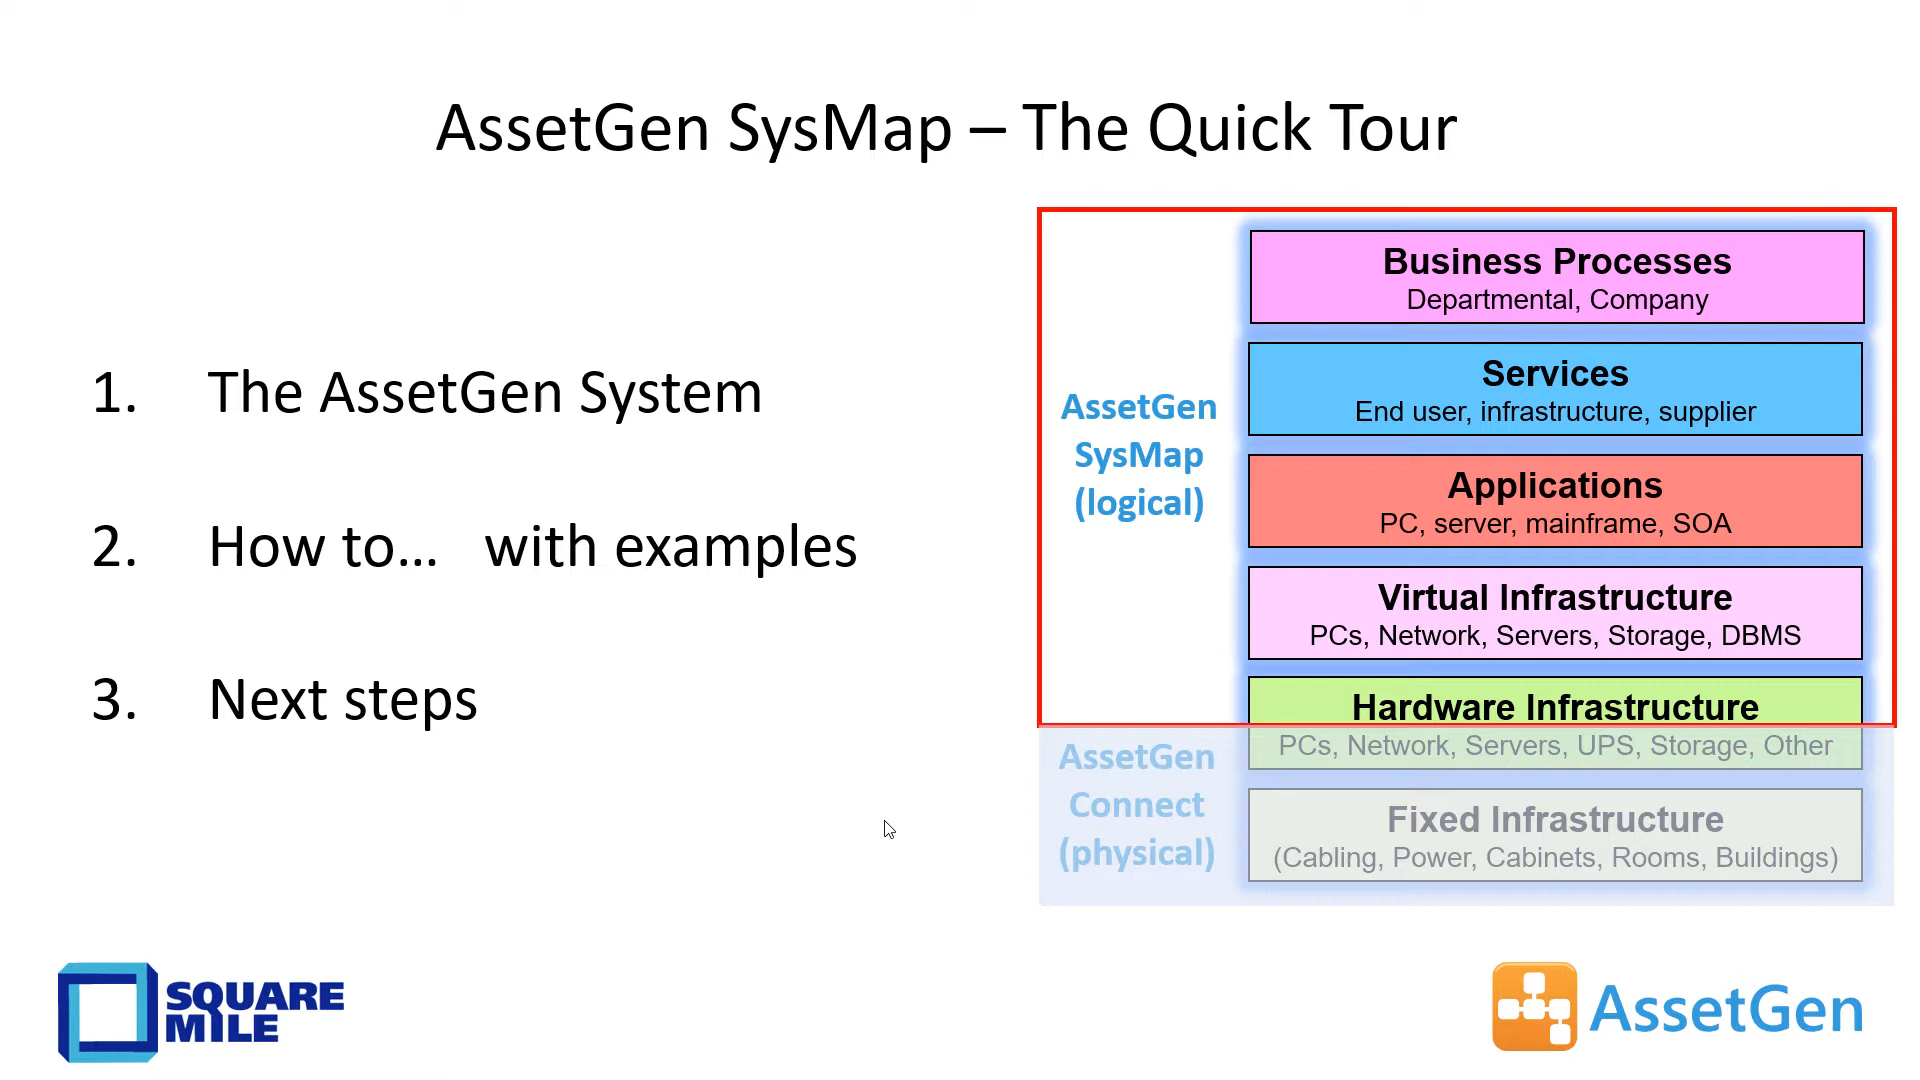 AssetGen SysMap – The Quick Tour
1. The AssetGen System
2. How to... with examples
3. Next steps
AssetGen
SysMap
(logical)
Business Processes
Departmental, Company
Services
End user, infrastructure, supplier
Applications
PC, server, mainframe, SOA
Virtual Infrastructure
PCs, Network, Servers, Storage, DBMS
Hardware Infrastructure
PCs, Network, Servers, UPS, Storage, Other
AssetGen
Connect
(physical)
Fixed Infrastructure
(Cabling, Power, Cabinets, Rooms, Buildings)
SQUARE
MILE
AssetGen